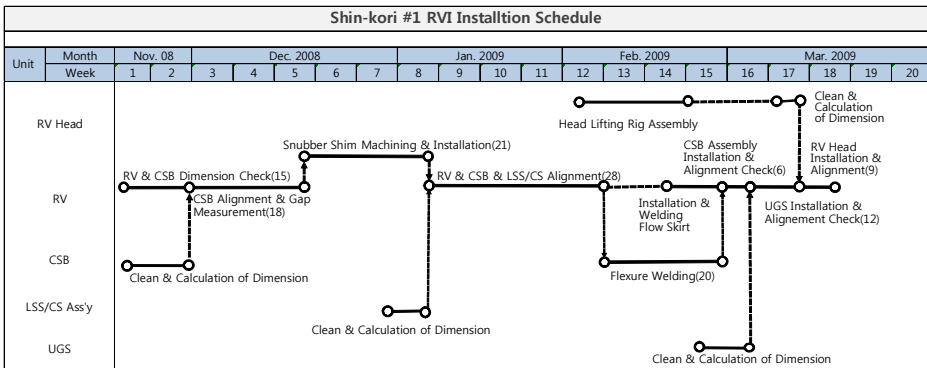 Shin-kori #1 RVI Installtion Schedule
Unit Month Nov. 08 Dec. 2008 Jan. 2009 Feb. 2009 Mar. 2009
Week 1 2 3 4 5 7 8 9 10 11 12 13 14 15 16 17 18 19 20
RV Head
Head Lifting Rig Assembly
Clean &
Calculation
of Dimension
Snubber Shim Machining & Installation(21)
CSB Assembly
Installation &
Alignment Check(6)
RV Head
Installation &
Alignment(9)
RV
RV & CSB Dimension Check(15)
CSB Alignment & Gap
Measurement(18)
RV & CSB & LSS/CS Alignment(28)
Installation &
Welding
Flow Skirt
UGS Installation &
Alignement Check(12)
CSB
Clean & Calculation of Dimension
Flexure Welding(20)
LSS/CS Ass'y
Clean & Calculation of Dimension
UGS
Clean & Calculation of Dimension